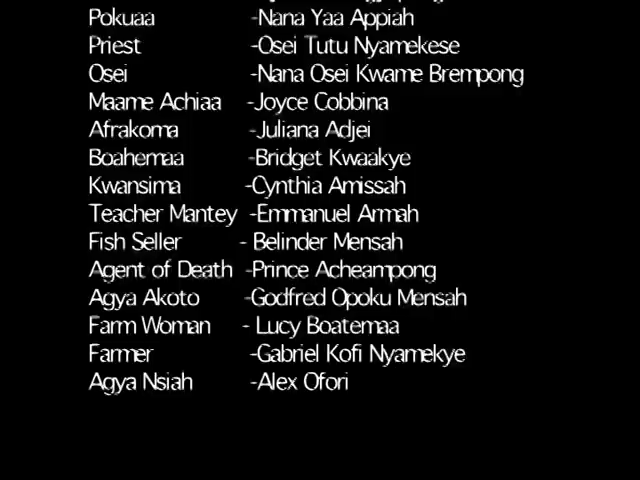 Pokuaa -Nana Yaa Appiah
Priest -Osei Tutu Nyamekese
Osei -Nana Osei Kwame Brempong
Maame Achiaa -Joyce Cobbina
Afrakoma -Juliana Adjei
Boahemaa -Bridget Kwaakye
Kwansima -Cynthia Amissah
Teacher Mantey -Emmanuel Armah
Fish Seller - Belinder Mensah
Agent of Death -Prince Acheampong
Agya Akoto -Godfred Opoku Mensah
Farm Woman - Lucy Boatemaa
Farmer -Gabriel Kofi Nyamekye
Agya Nsiah -Alex Ofori